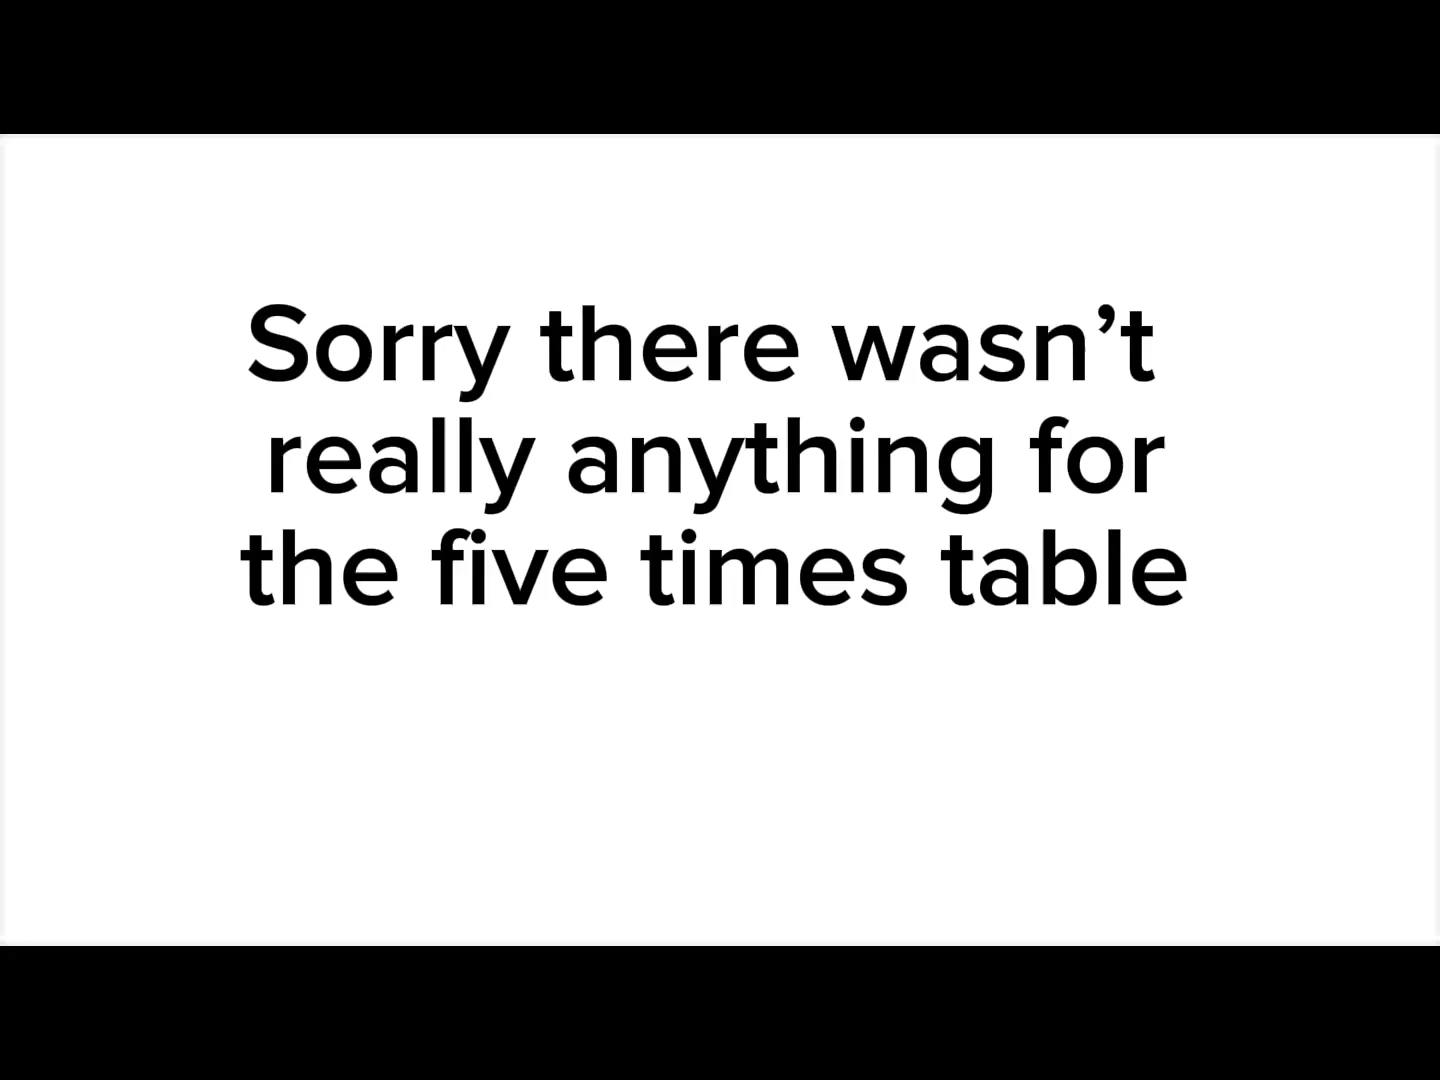 Sorry there wasn’t
really anything for
the five times table